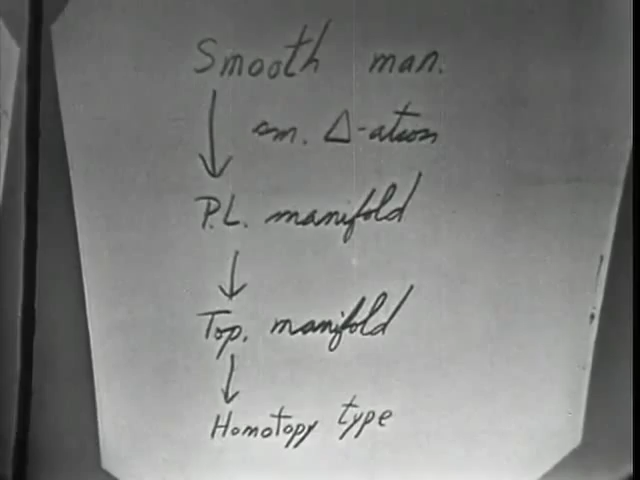 Smooth man.
sm. Δ-ation
P.L. manifold
Top. manifold
Homotopy type